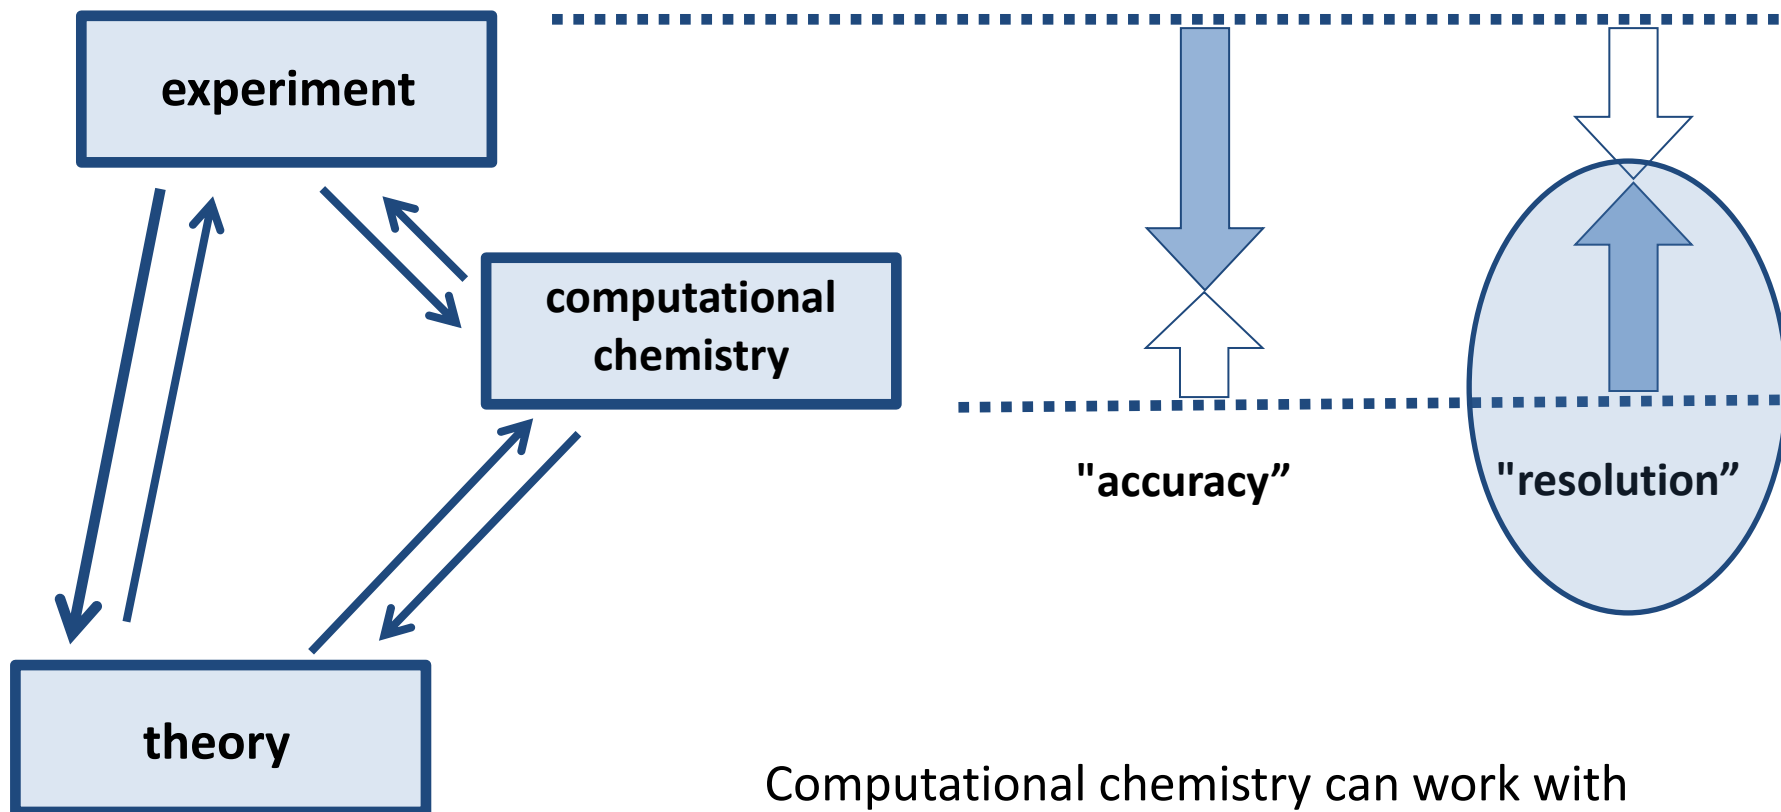 experiment
computational
chemistry
"accuracy”
"resolution”
theory
Computational chemistry can work with